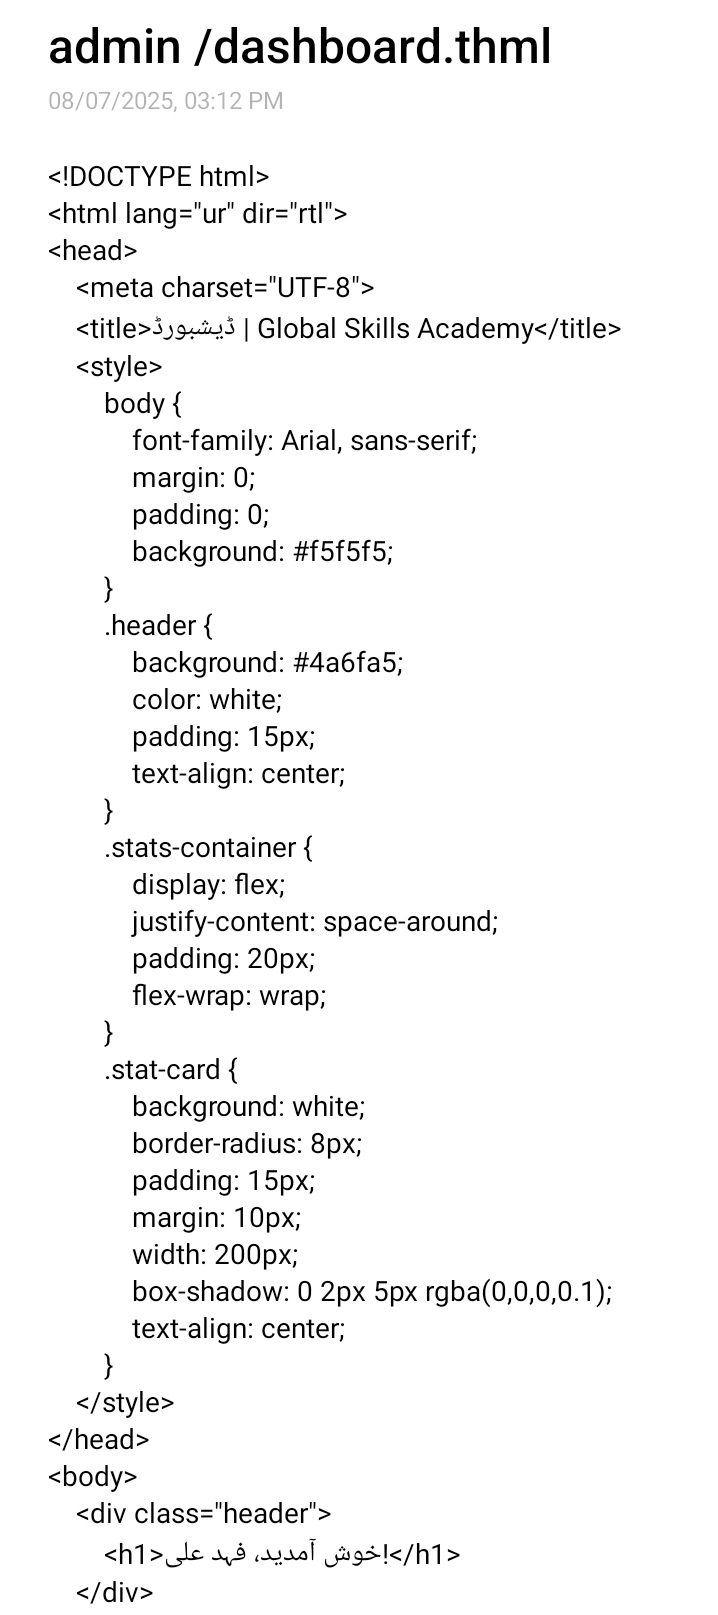 admin /dashboard.thml
08/07/2025, 03:12 PM
<!DOCTYPE html>
<html lang="ur" dir="rtl">
<head>
    <meta charset="UTF-8">
    <title>ڈیشبورڈ | Global Skills Academy</title>
    <style>
        body {
            font-family: Arial, sans-serif;
            margin: 0;
            padding: 0;
            background: #f5f5f5;
        }
        .header {
            background: #4a6fa5;
            color: white;
            padding: 15px;
            text-align: center;
        }
        .stats-container {
            display: flex;
            justify-content: space-around;
            padding: 20px;
            flex-wrap: wrap;
        }
        .stat-card {
            background: white;
            border-radius: 8px;
            padding: 15px;
            margin: 10px;
            width: 200px;
            box-shadow: 0 2px 5px rgba(0,0,0,0.1);
            text-align: center;
        }
    </style>
</head>
<body>
    <div class="header">
        <h1>خوش آمدید، فہد علی!</h1>
    </div>